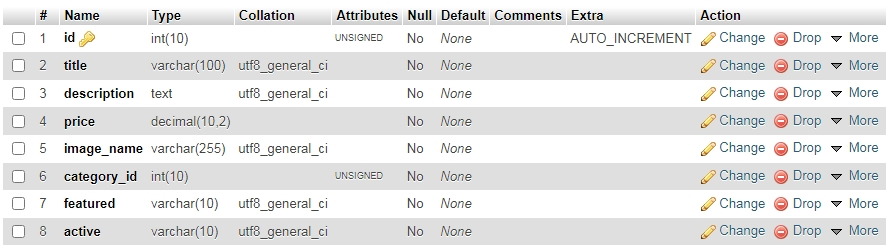 # Name Type Collation Attributes Null Default Comments Extra Action
1 id int(10) UNSIGNED No None AUTO_INCREMENT Change Drop More
2 title varchar(100) utf8_general_ci No None Change Drop More
3 description text utf8_general_ci No None Change Drop More
4 price decimal(10,2) No None Change Drop More
5 image_name varchar(255) utf8_general_ci No None Change Drop More
6 category_id int(10) UNSIGNED No None Change Drop More
7 featured varchar(10) utf8_general_ci No None Change Drop More
8 active varchar(10) utf8_general_ci No None Change Drop More